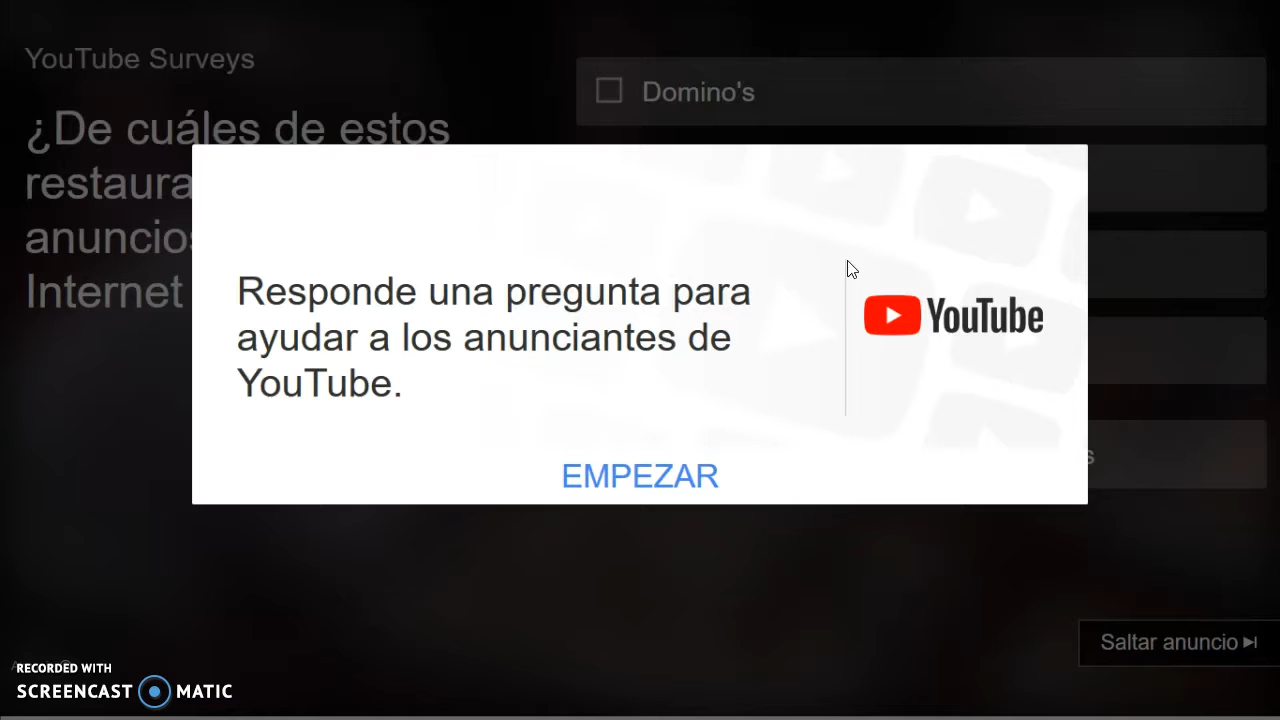 YouTube Surveys
¿De cuáles de estos
anuncios
Internet
Domino's
Responde una pregunta para
ayudar a los anunciantes de
YouTube.
YouTube
EMPEZAR
Saltar anuncio
RECORDED WITH
SCREENCAST MATIC